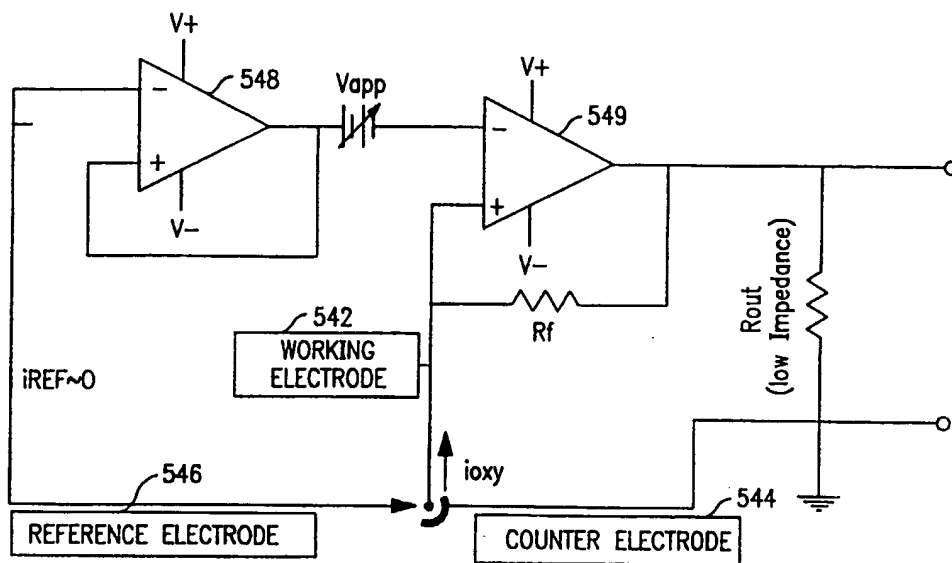 V+
548
−
+
V−
Vapp
V+
549
−
+
V−
Rf
Rout
(low Impedance)
542
WORKING
ELECTRODE
iREF~0
ioxy
546
REFERENCE ELECTRODE
544
COUNTER ELECTRODE